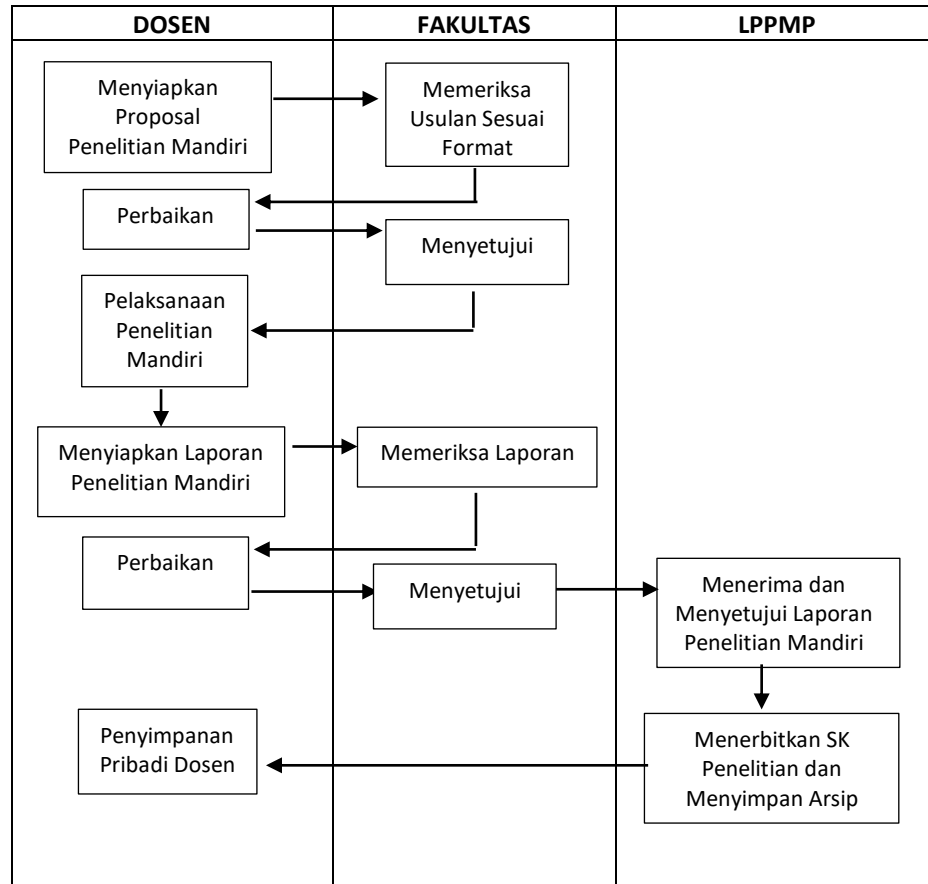 DOSEN
FAKULTAS
LPPMP
Menyiapkan
Proposal
Penelitian Mandiri
Memeriksa
Usulan Sesuai
Format
Perbaikan
Menyetujui
Pelaksanaan
Penelitian
Mandiri
Menyiapkan Laporan
Penelitian Mandiri
Memeriksa Laporan
Perbaikan
Menyetujui
Menerima dan
Menyetujui Laporan
Penelitian Mandiri
Menerbitkan SK
Penelitian dan
Menyimpan Arsip
Penyimpanan
Pribadi Dosen